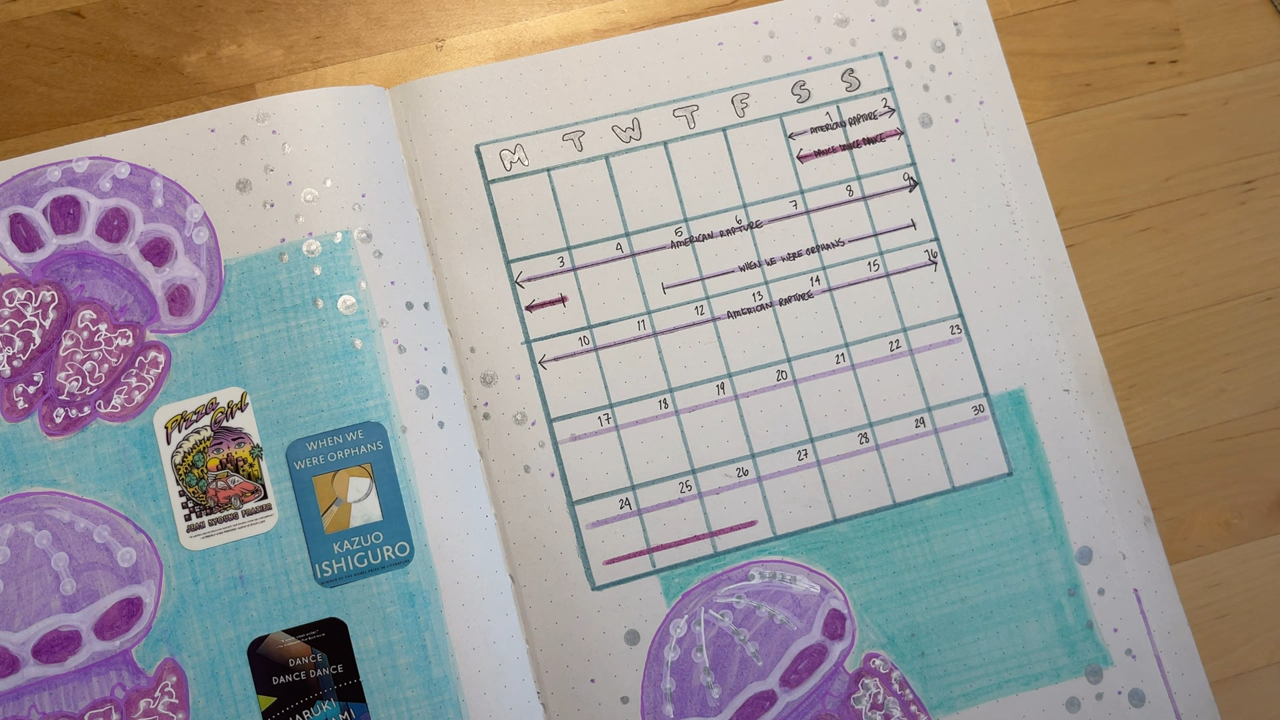 Pizza Girl
JEAN KYOUNG FRAZIER
WHEN WE
WERE ORPHANS
KAZUO
ISHIGURO
DANCE
DANCE DANCE
HARUKI
M T W T F S S
1 2
AMERICAN RAPTURE
DANCE DANCE DANCE
3 4 5 6 7 8 9
AMERICAN RAPTURE
WHEN WE WERE ORPHANS
10 11 12 13 14 15 16
AMERICAN RAPTURE
17 18 19 20 21 22 23
24 25 26 27 28 29 30